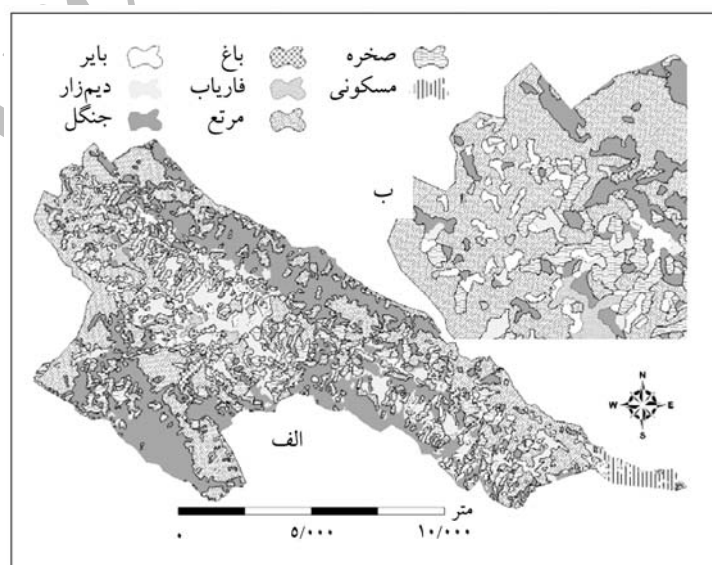 صخره باغ بایر
مسکونی فاریاب دیم‌زار
مرتع جنگل
ب
N
W E
S
الف
متر
۰ ۵/۰۰۰ ۱۰/۰۰۰